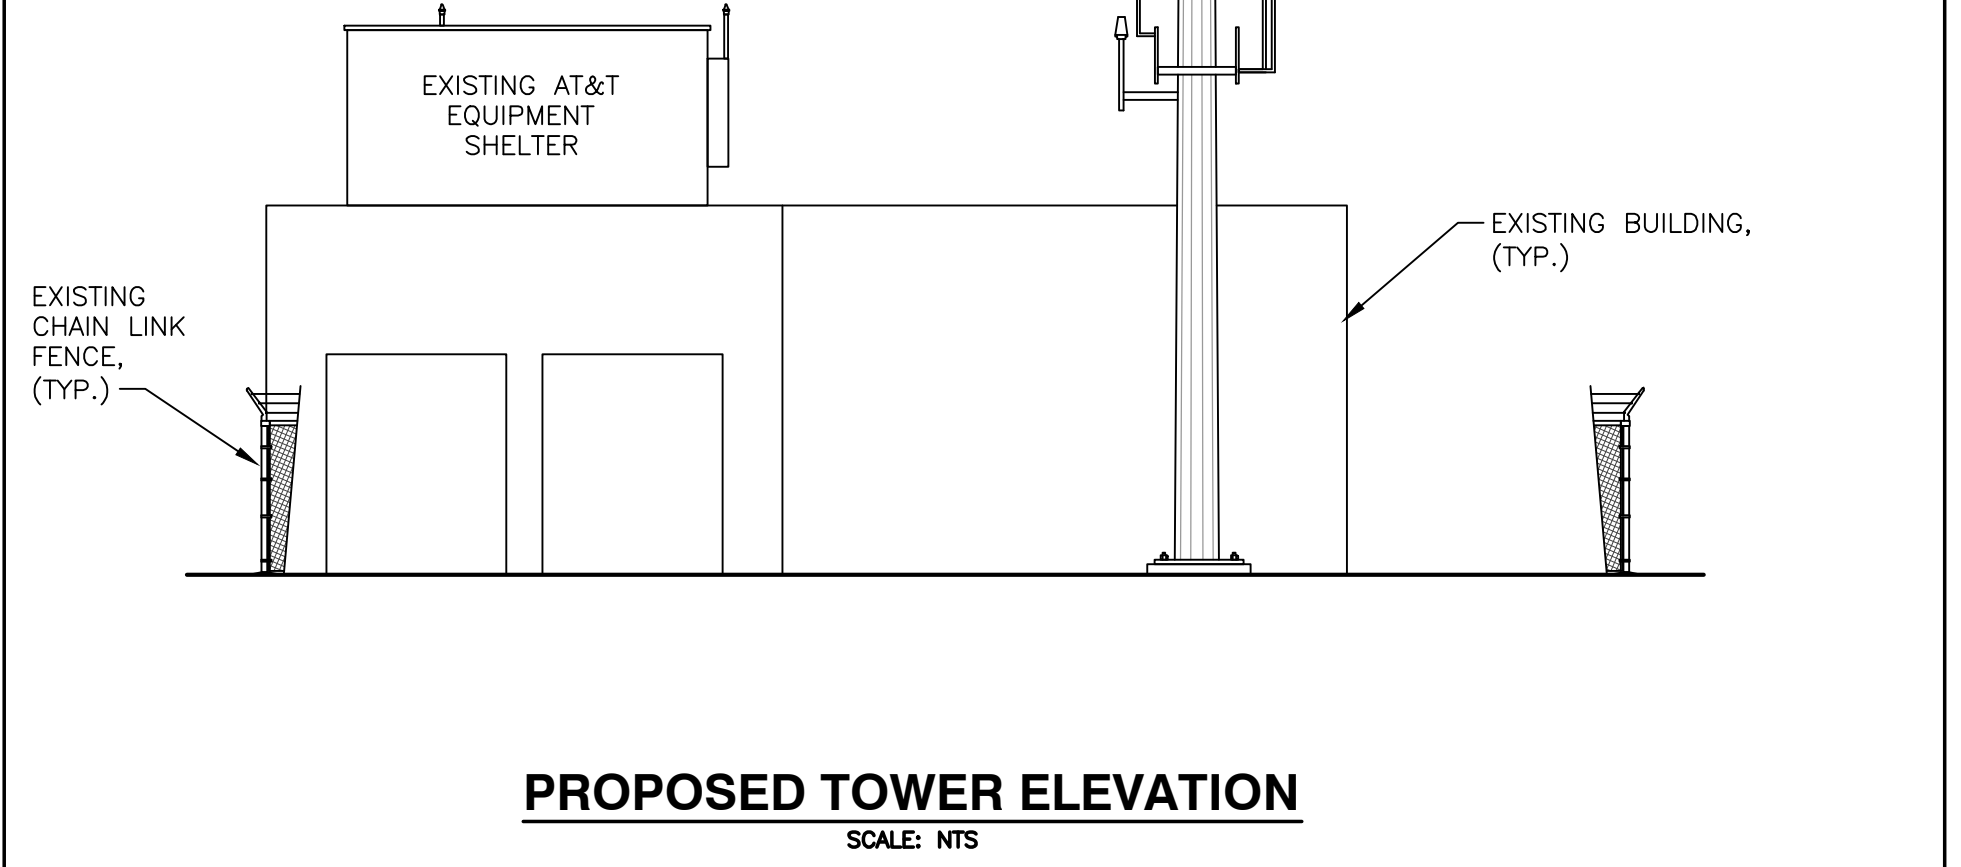 EXISTING AT&T
EQUIPMENT
SHELTER
EXISTING BUILDING,
(TYP.)
EXISTING
CHAIN LINK
FENCE,
(TYP.)
PROPOSED TOWER ELEVATION
SCALE: NTS